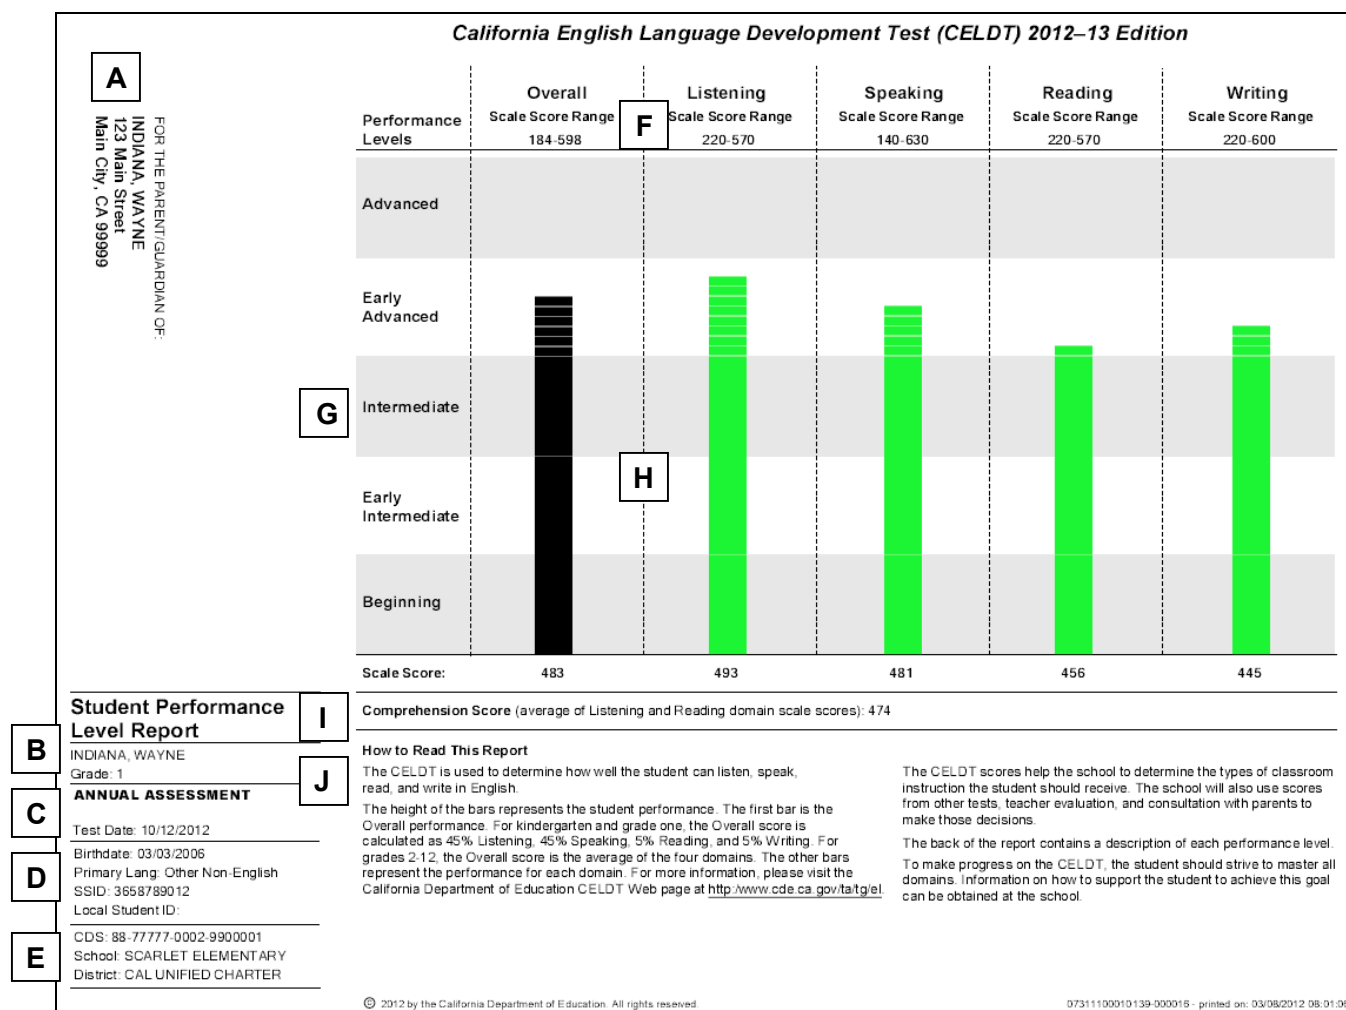 California English Language Development Test (CELDT) 2012–13 Edition
A
FOR THE PARENT/GUARDIAN OF:
INDIANA, WAYNE
123 Main Street
Main City, CA 99999
Performance
Levels
Overall
Scale Score Range
184-598
F
Listening
Scale Score Range
220-570
Speaking
Scale Score Range
140-630
Reading
Scale Score Range
220-570
Writing
Scale Score Range
220-600
Advanced
Early
Advanced
G
Intermediate
H
Early
Intermediate
Beginning
Scale Score: 483 493 481 456 445
Student Performance
Level Report
B
INDIANA, WAYNE
Grade: 1
C
ANNUAL ASSESSMENT
Test Date: 10/12/2012
D
Birthdate: 03/03/2006
Primary Lang: Other Non-English
SSID: 3658789012
Local Student ID:
E
CDS: 88-77777-0002-9900001
School: SCARLET ELEMENTARY
District: CAL UNIFIED CHARTER
I
Comprehension Score (average of Listening and Reading domain scale scores): 474
J
How to Read This Report
The CELDT is used to determine how well the student can listen, speak,
read, and write in English.
The height of the bars represents the student performance. The first bar is the
Overall performance. For kindergarten and grade one, the Overall score is
calculated as 45% Listening, 45% Speaking, 5% Reading, and 5% Writing. For
grades 2-12, the Overall score is the average of the four domains. The other bars
represent the performance for each domain. For more information, please visit the
California Department of Education CELDT Web page at http:/www.cde.ca.gov/ta/tg/el.
The CELDT scores help the school to determine the types of classroom
instruction the student should receive. The school will also use scores
from other tests, teacher evaluation, and consultation with parents to
make those decisions.
The back of the report contains a description of each performance level.
To make progress on the CELDT, the student should strive to master all
domains. Information on how to support the student to achieve this goal
can be obtained at the school.
© 2012 by the California Department of Education. All rights reserved.
07311100010139-000016 - printed on: 03/08/2012 08:01:06